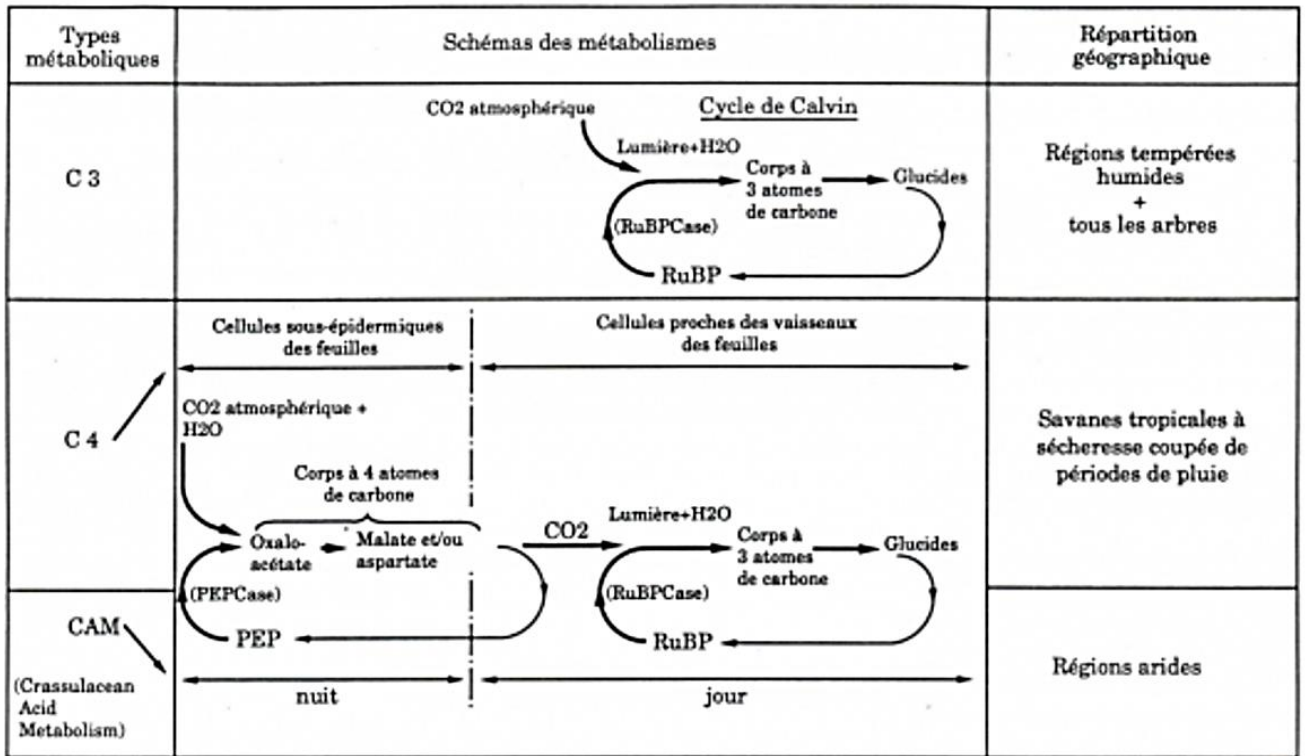 Types
métaboliques
Schémas des métabolismes
Répartition
géographique
C 3
CO2 atmosphérique
Cycle de Calvin
Lumière+H2O
Corps à
3 atomes
de carbone
Glucides
(RuBPCase)
RuBP
Régions tempérées
humides
+
tous les arbres
C 4
Cellules sous-épidermiques
des feuilles
Cellules proches des vaisseaux
des feuilles
CO2 atmosphérique +
H2O
Corps à 4 atomes
de carbone
Oxalo-
acétate
Malate et/ou
aspartate
CO2
Lumière+H2O
Corps à
3 atomes
de carbone
Glucides
(PEPCase)
(RuBPCase)
PEP
RuBP
Savanes tropicales à
sécheresse coupée de
périodes de pluie
CAM
(Crassulacean
Acid
Metabolism)
nuit
jour
Régions arides